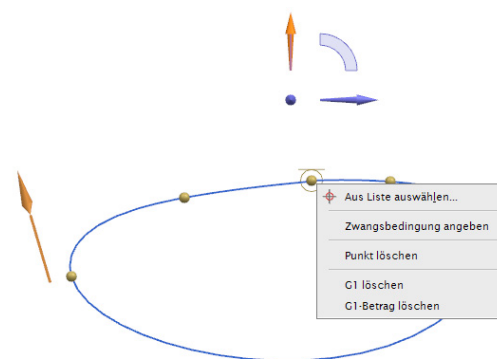 Aus Liste auswählen...
Zwangsbedingung angeben
Punkt löschen
G1 löschen
G1-Betrag löschen